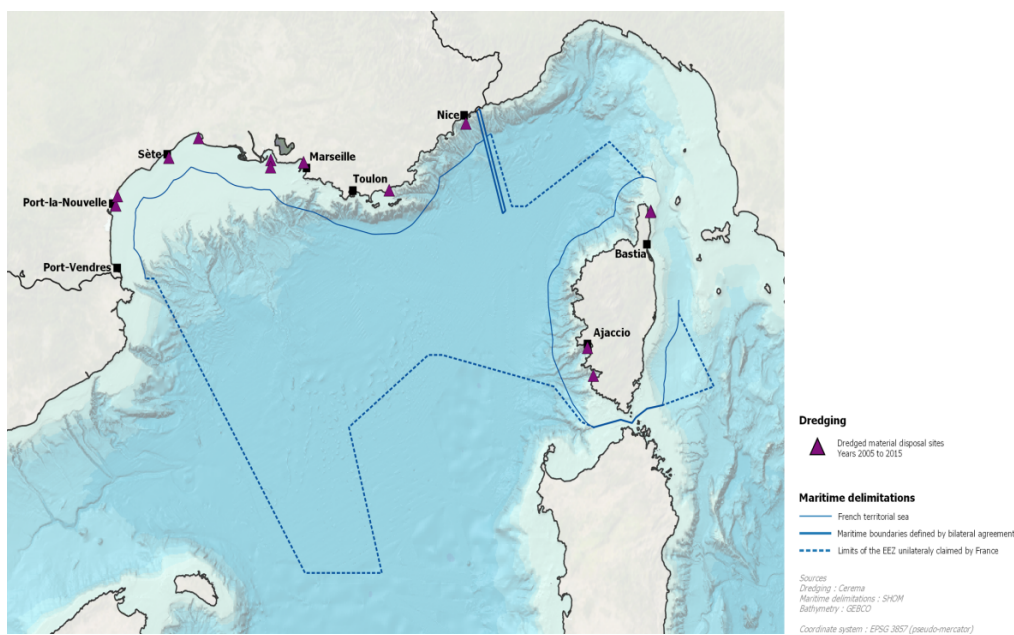 Nice
Sète
Marseille
Toulon
Port-la-Nouvelle
Bastia
Port-Vendres
Ajaccio
Dredging
Dredged material disposal sites
Years 2005 to 2015
Maritime delimitations
French territorial sea
Maritime boundaries defined by bilateral agreement
Limits of the EEZ unilateraly claimed by France
Sources
Dredging : Cerema
Maritime delimitations : SHOM
Bathymetry : GEBCO
Coordinate system : EPSG 3857 (pseudo-mercator)